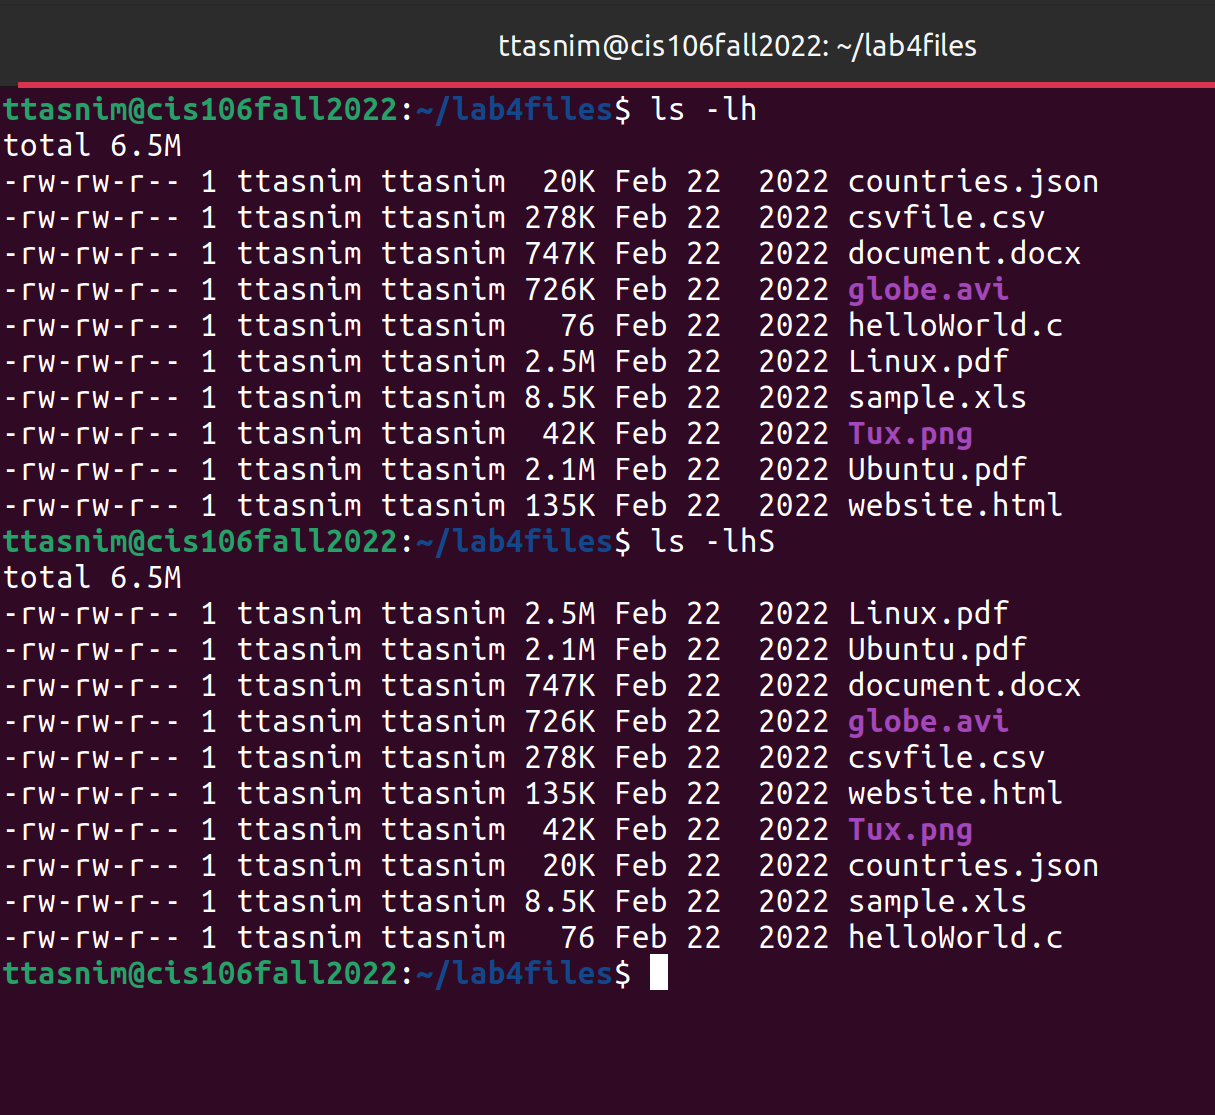 ttasnim@cis106fall2022: ~/lab4files
ttasnim@cis106fall2022:~/lab4files$ ls -lh
total 6.5M
-rw-rw-r-- 1 ttasnim ttasnim  20K Feb 22  2022 countries.json
-rw-rw-r-- 1 ttasnim ttasnim 278K Feb 22  2022 csvfile.csv
-rw-rw-r-- 1 ttasnim ttasnim 747K Feb 22  2022 document.docx
-rw-rw-r-- 1 ttasnim ttasnim 726K Feb 22  2022 globe.avi
-rw-rw-r-- 1 ttasnim ttasnim   76 Feb 22  2022 helloWorld.c
-rw-rw-r-- 1 ttasnim ttasnim 2.5M Feb 22  2022 Linux.pdf
-rw-rw-r-- 1 ttasnim ttasnim 8.5K Feb 22  2022 sample.xls
-rw-rw-r-- 1 ttasnim ttasnim  42K Feb 22  2022 Tux.png
-rw-rw-r-- 1 ttasnim ttasnim 2.1M Feb 22  2022 Ubuntu.pdf
-rw-rw-r-- 1 ttasnim ttasnim 135K Feb 22  2022 website.html
ttasnim@cis106fall2022:~/lab4files$ ls -lhS
total 6.5M
-rw-rw-r-- 1 ttasnim ttasnim 2.5M Feb 22  2022 Linux.pdf
-rw-rw-r-- 1 ttasnim ttasnim 2.1M Feb 22  2022 Ubuntu.pdf
-rw-rw-r-- 1 ttasnim ttasnim 747K Feb 22  2022 document.docx
-rw-rw-r-- 1 ttasnim ttasnim 726K Feb 22  2022 globe.avi
-rw-rw-r-- 1 ttasnim ttasnim 278K Feb 22  2022 csvfile.csv
-rw-rw-r-- 1 ttasnim ttasnim 135K Feb 22  2022 website.html
-rw-rw-r-- 1 ttasnim ttasnim  42K Feb 22  2022 Tux.png
-rw-rw-r-- 1 ttasnim ttasnim  20K Feb 22  2022 countries.json
-rw-rw-r-- 1 ttasnim ttasnim 8.5K Feb 22  2022 sample.xls
-rw-rw-r-- 1 ttasnim ttasnim   76 Feb 22  2022 helloWorld.c
ttasnim@cis106fall2022:~/lab4files$